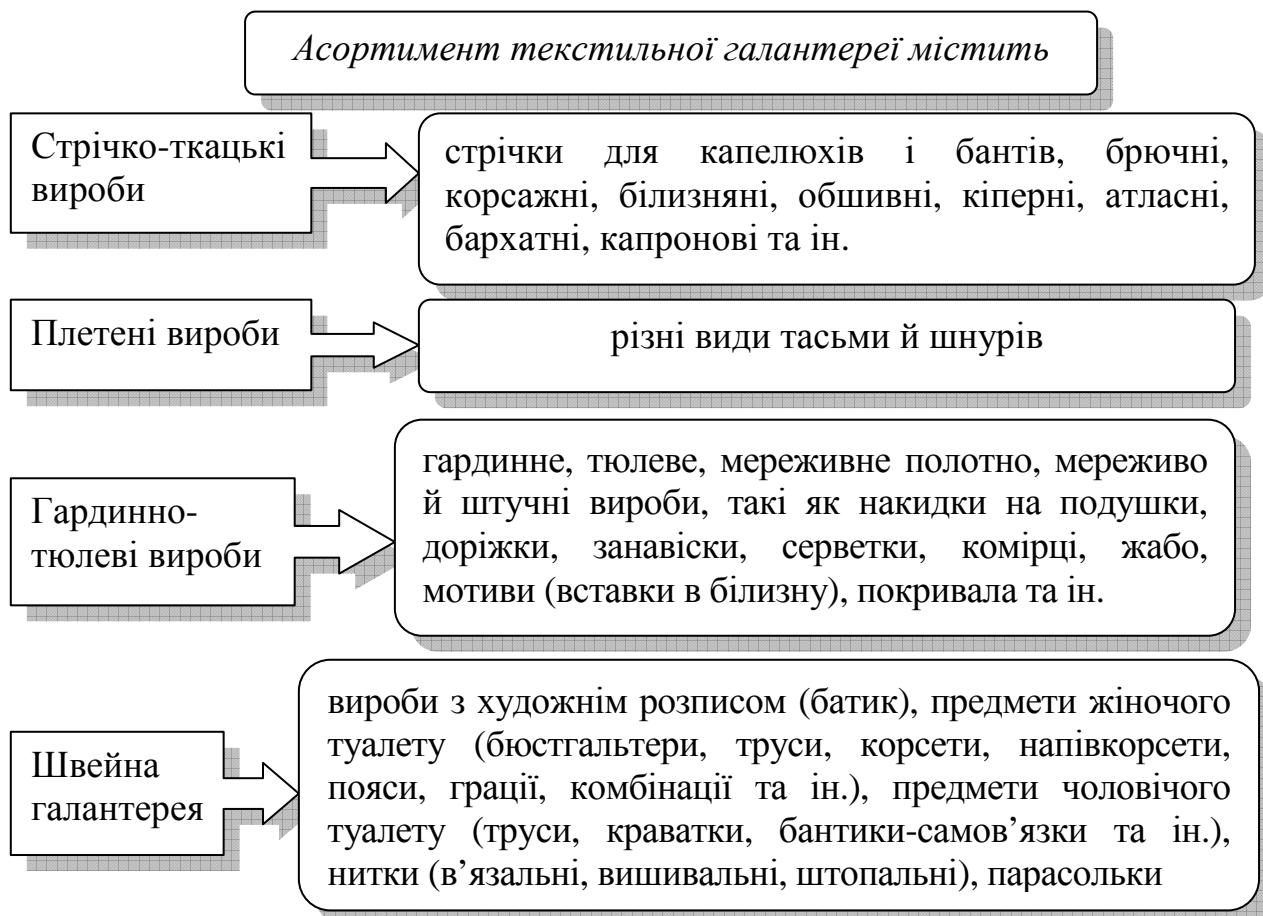 Асортимент текстильної галантереї містить
Стрічко-ткацькі
вироби
стрічки для капелюхів і бантів, брючні,
корсажні, білизняні, обшивні, кіперні, атласні,
бархатні, капронові та ін.
Плетені вироби
різні види тасьми й шнурів
Гардинно-
тюлеві вироби
гардинне, тюлеве, мереживне полотно, мереживо
й штучні вироби, такі як накидки на подушки,
доріжки, занавіски, серветки, комірці, жабо,
мотиви (вставки в білизну), покривала та ін.
Швейна
галантерея
вироби з художнім розписом (батик), предмети жіночого
туалету (бюстгальтери, труси, корсети, напівкорсети,
пояси, грації, комбінації та ін.), предмети чоловічого
туалету (труси, краватки, бантики-самов’язки та ін.),
нитки (в’язальні, вишивальні, штопальні), парасольки